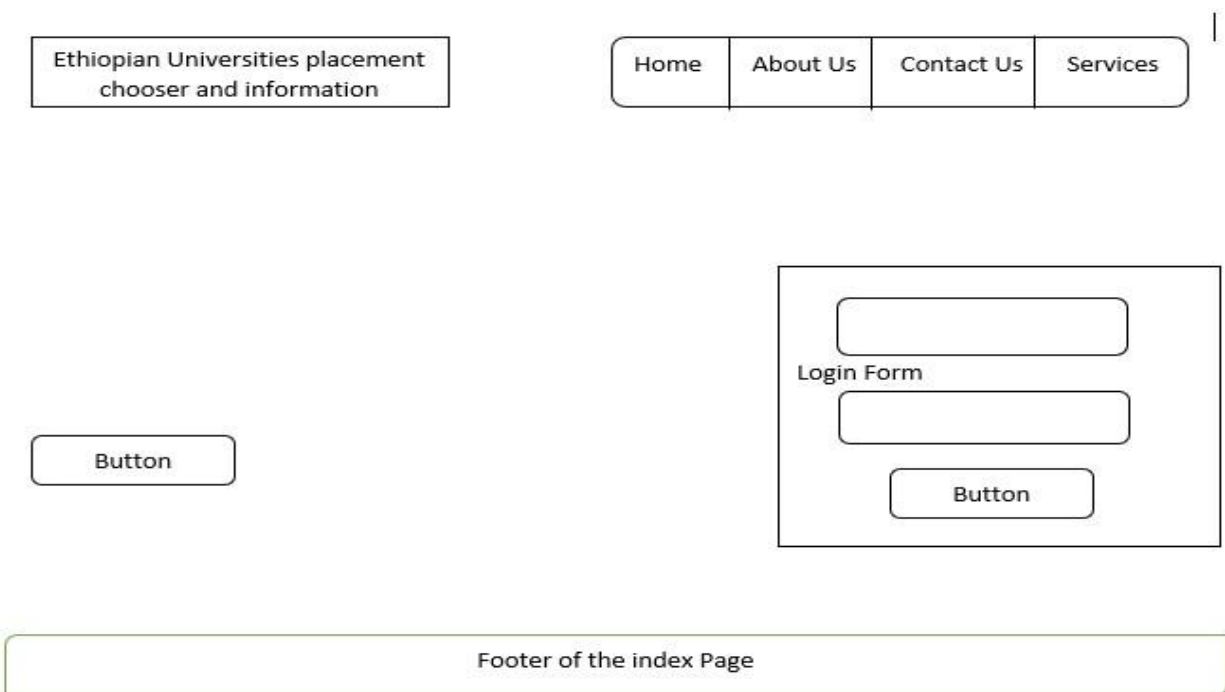 Ethiopian Universities placement
chooser and information
Home
About Us
Contact Us
Services
Login Form
Button
Button
Footer of the index Page